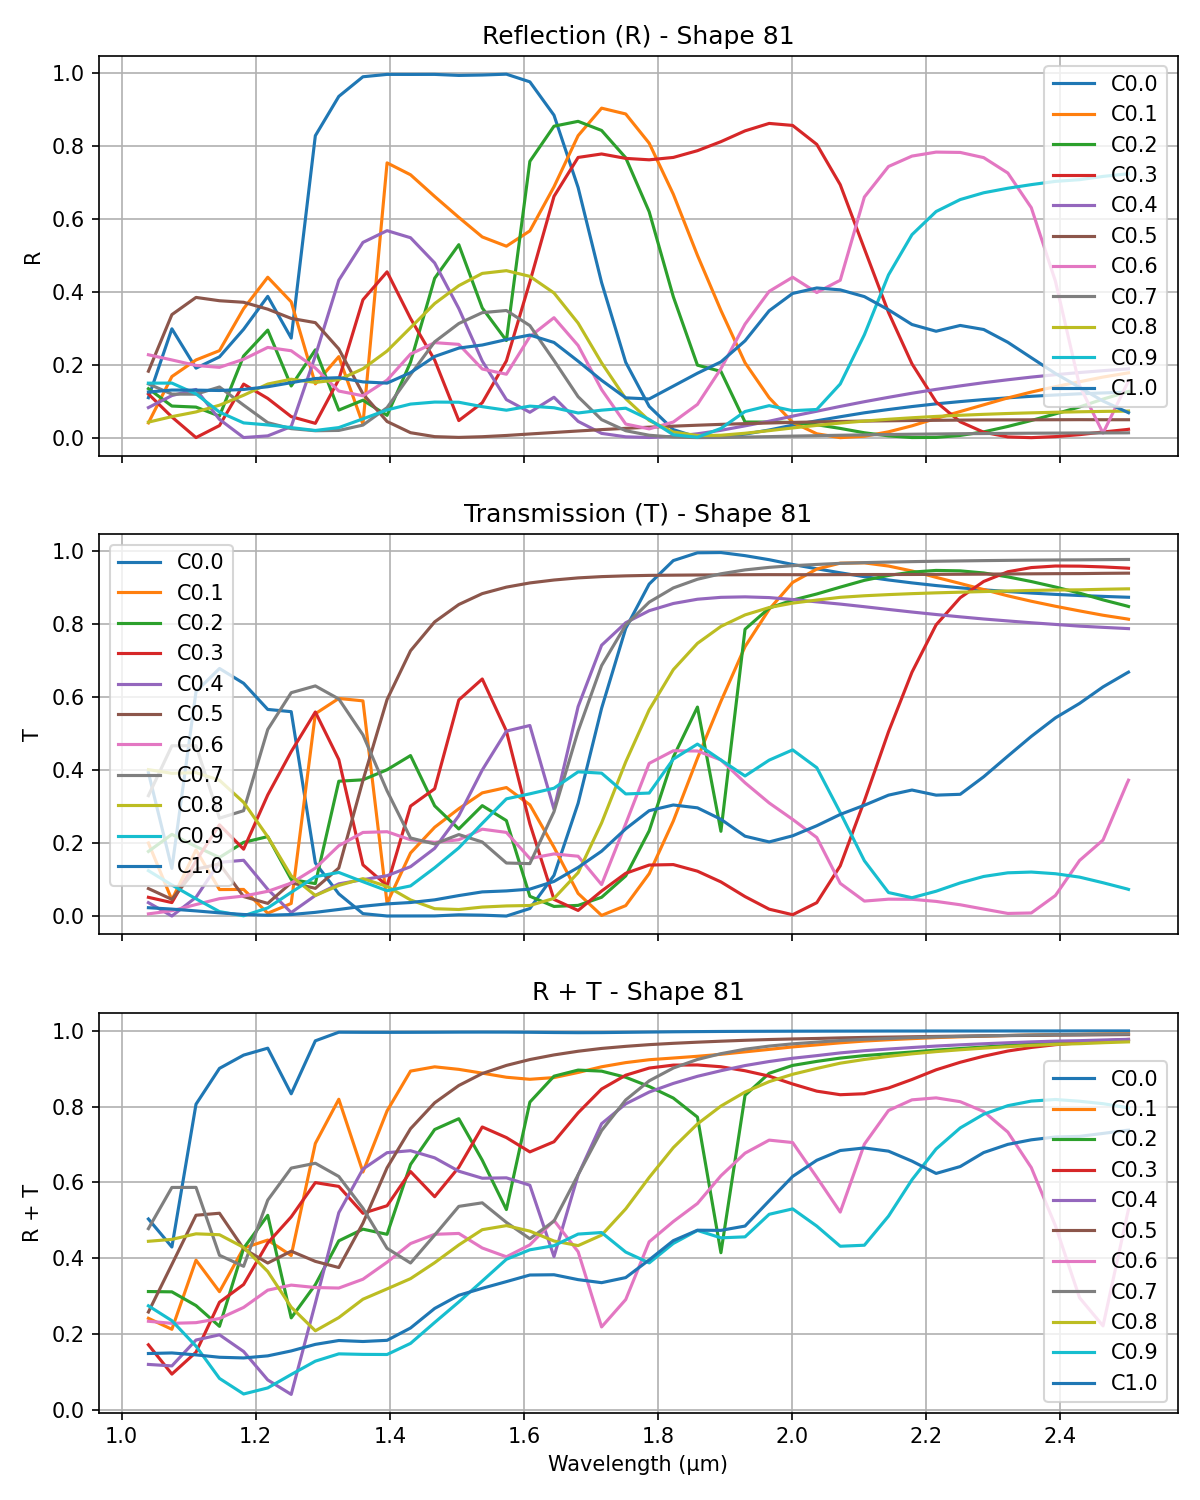 Reflection (R) - Shape 81
1.0
0.8
0.6
0.4
0.2
0.0
R
C0.0
C0.1
C0.2
C0.3
C0.4
C0.5
C0.6
C0.7
C0.8
C0.9
C1.0
Transmission (T) - Shape 81
1.0
0.8
0.6
0.4
0.2
0.0
T
C0.0
C0.1
C0.2
C0.3
C0.4
C0.5
C0.6
C0.7
C0.8
C0.9
C1.0
R + T - Shape 81
1.0
0.8
0.6
0.4
0.2
0.0
R + T
C0.0
C0.1
C0.2
C0.3
C0.4
C0.5
C0.6
C0.7
C0.8
C0.9
C1.0
1.0 1.2 1.4 1.6 1.8 2.0 2.2 2.4
Wavelength (μm)